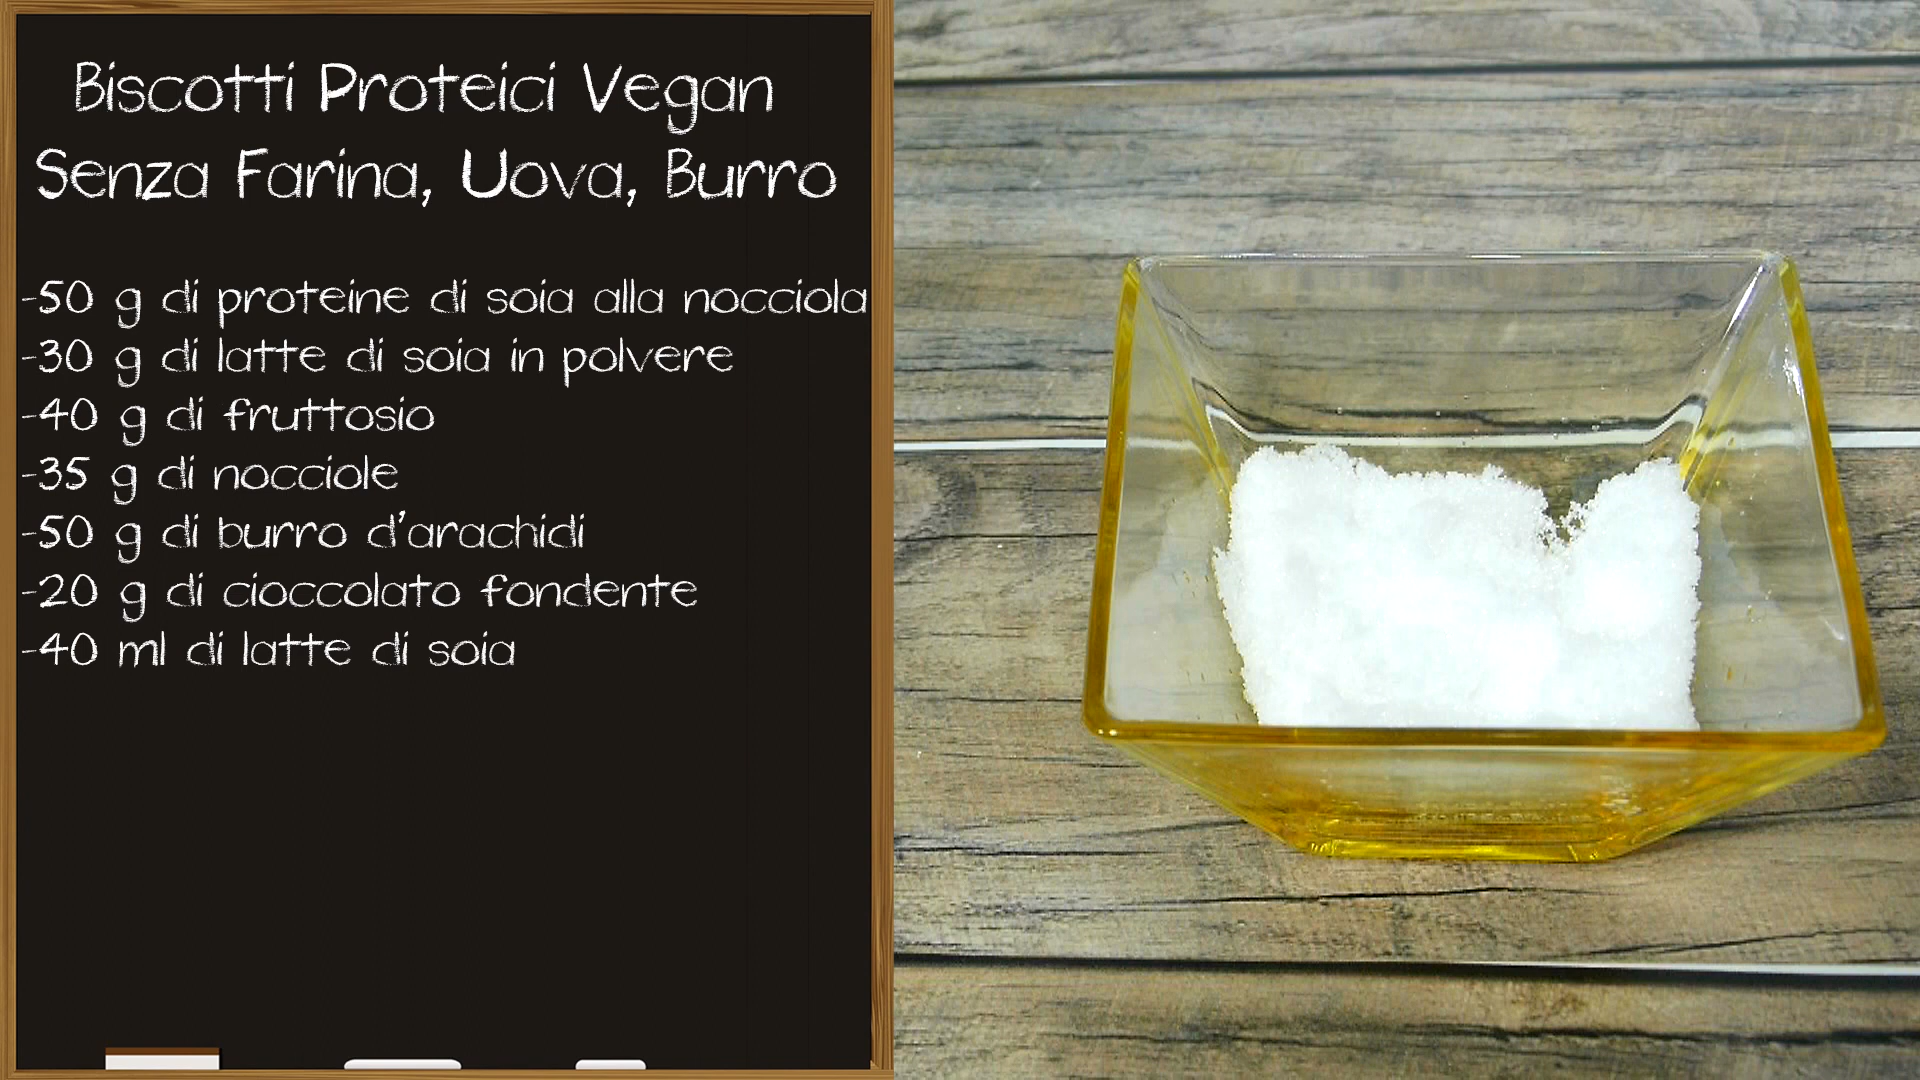 Biscotti Proteici Vegan
Senza Farina, Uova, Burro
-50 g di proteine di soia alla nocciola
-30 g di latte di soia in polvere
-40 g di fruttosio
-35 g di nocciole
-50 g di burro d'arachidi
-20 g di cioccolato fondente
-40 ml di latte di soia